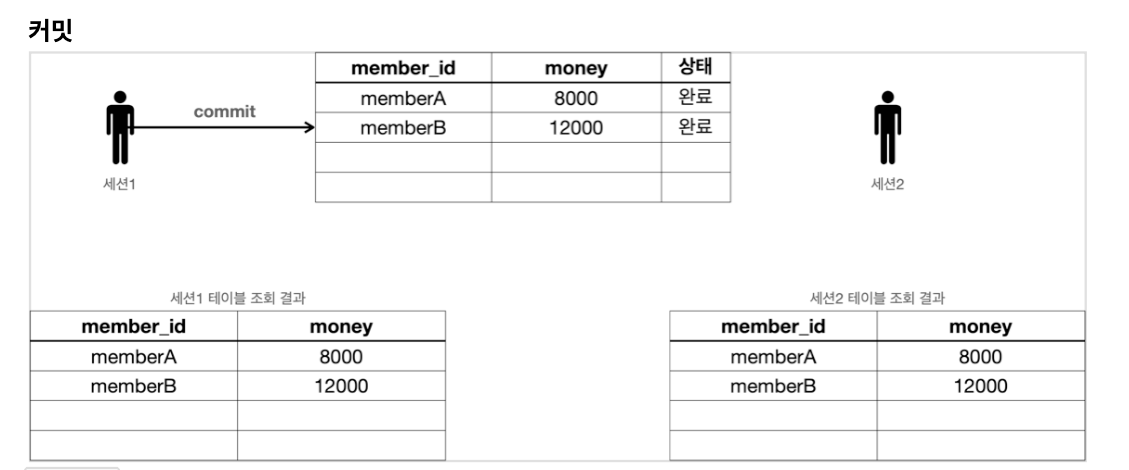 커밋
member_id money 상태
memberA 8000 완료
commit
memberB 12000 완료
세션1
세션2
세션1 테이블 조회 결과
member_id money
memberA 8000
memberB 12000
세션2 테이블 조회 결과
member_id money
memberA 8000
memberB 12000